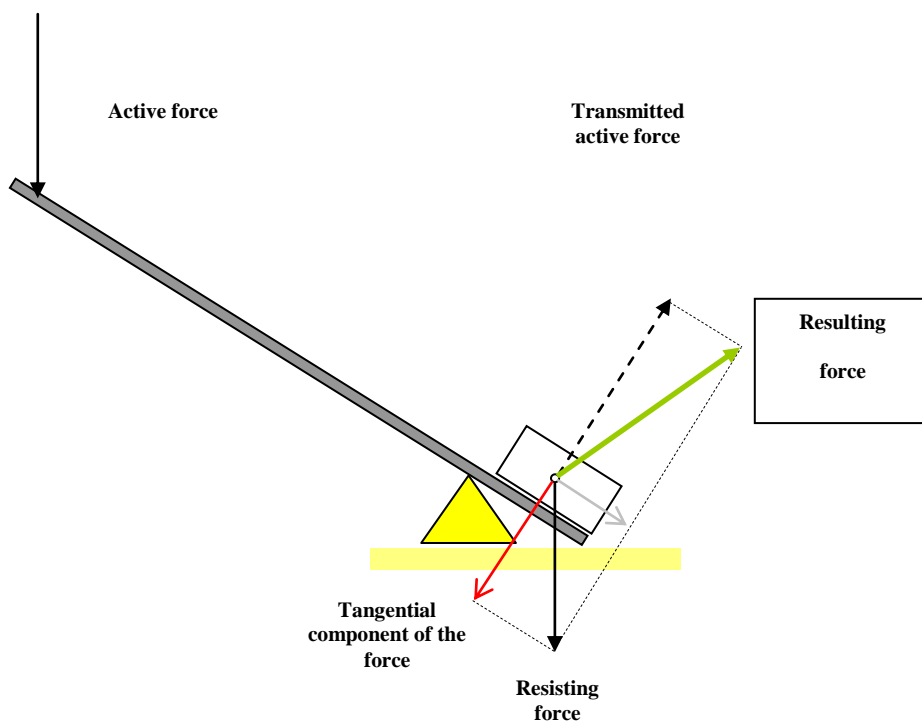 Active force
Transmitted
active force
Resulting
force
Tangential
component of the
force
Resisting
force